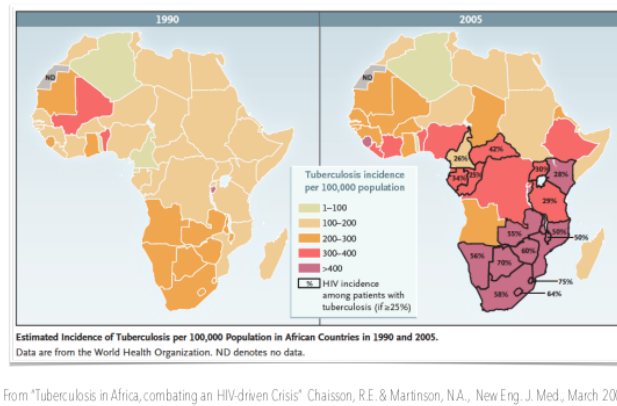 1990
2005
ND
ND
42%
26%
34%
25%
30%
28%
29%
50%
50%
55%
56%
60%
70%
75%
58%
64%
Tuberculosis incidence
per 100,000 population
1–100
100–200
200–300
300–400
>400
% HIV incidence
among patients with
tuberculosis (if ≥25%)
Estimated Incidence of Tuberculosis per 100,000 Population in African Countries in 1990 and 2005.
Data are from the World Health Organization. ND denotes no data.
From "Tuberculosis in Africa, combating an HIV-driven Crisis" Chaisson, R.E. & Martinson, N.A., New Eng. J. Med., March